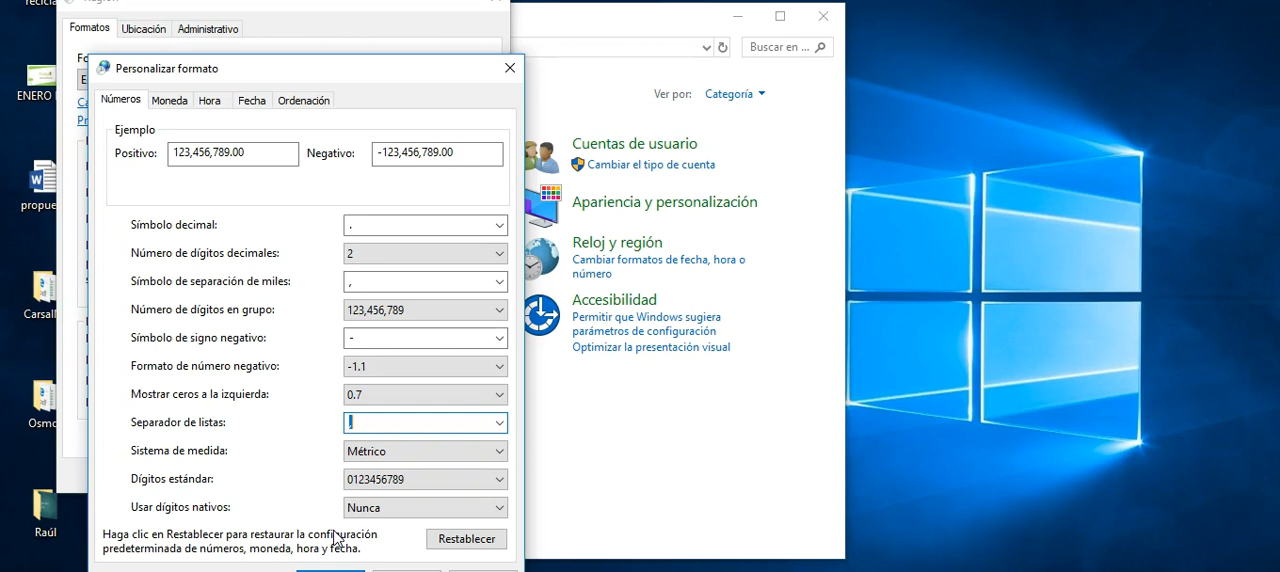 recicla
Región
Formatos Ubicación Administrativo
Personalizar formato
Buscar en ...
Números Moneda Hora Fecha Ordenación
Ver por: Categoría
ENERO
Ejemplo
Positivo: 123,456,789.00 Negativo: -123,456,789.00
Cuentas de usuario
Cambiar el tipo de cuenta
propue
Apariencia y personalización
Símbolo decimal: .
Número de dígitos decimales: 2
Reloj y región
Cambiar formatos de fecha, hora o
número
Símbolo de separación de miles: ,
Número de dígitos en grupo: 123,456,789
Carsall
Accesibilidad
Permitir que Windows sugiera
parámetros de configuración
Optimizar la presentación visual
Símbolo de signo negativo: -
Formato de número negativo: -1.1
Mostrar ceros a la izquierda: 0.7
Separador de listas: ,
Osmo
Sistema de medida: Métrico
Dígitos estándar: 0123456789
Usar dígitos nativos: Nunca
Raúl
Haga clic en Restablecer para restaurar la configuración
predeterminada de números, moneda, hora y fecha.
Restablecer